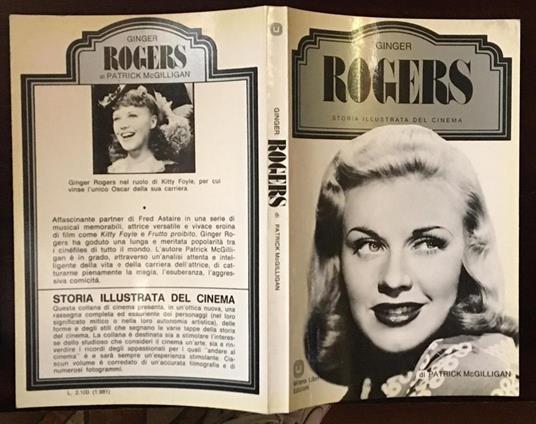 GINGER
ROGERS
di PATRICK McGILLIGAN
Ginger Rogers nel ruolo di Kitty Foyle, per cui
vinse l'unico Oscar della sua carriera.
Affascinante partner di Fred Astaire in una serie di
musical memorabili, attrice versatile e vivace eroina
di film come Kitty Foyle e Frutto proibito, Ginger Ro-
gers ha goduto una lunga e meritata popolarità tra
i cinéfiles di tutto il mondo. L'autore Patrick McGilli-
gan è in grado, attraverso un'analisi attenta e intel-
ligente della vita e della carriera dell'attrice, di cat-
turarne pienamente la magia, l'esuberanza, l'aggres-
siva comicità.
STORIA ILLUSTRATA DEL CINEMA
Questa collana di cinema presenta, in un'ottica nuova, una
rassegna completa ed esauriente dei personaggi (nel loro
significato mitico o nella loro autonomia artistica), delle
forme e degli stili che segnano le varie tappe della storia
del cinema. La collana è destinata sia a stimolare l'interes-
se dello studioso che consideri il cinema un'arte, sia a rin-
verdire i ricordi degli appassionati per i quali "andare al
cinema" è e sarà sempre un'esperienza stimolante. Cia-
scun volume è corredato di un'accurata filmografia e di
numerosi fotogrammi.
L. 2.100 (1.981)
GINGER
ROGERS
di PATRICK McGILLIGAN
GINGER
ROGERS
STORIA ILLUSTRATA DEL CINEMA
Milano Libri
Edizioni
di PATRICK McGILLIGAN